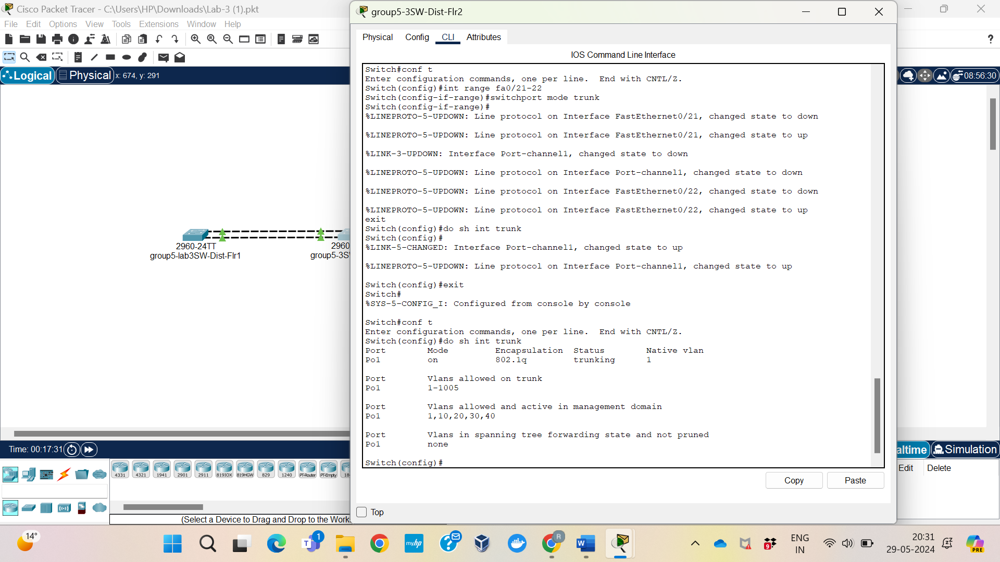 Cisco Packet Tracer - C:\Users\HP\Downloads\Lab-3 (1).pkt
File Edit Options View Tools Extensions Window Help
?
Logical Physical x: 674, y: 291
08:56:30
2960-24TT
group5-lab3SW-Dist-Flr1
2960
group5-3S
group5-3SW-Dist-Flr2
Physical Config CLI Attributes
IOS Command Line Interface
Switch#conf t
Enter configuration commands, one per line.  End with CNTL/Z.
Switch(config)#int range fa0/21-22
Switch(config-if-range)#switchport mode trunk
Switch(config-if-range)#
%LINEPROTO-5-UPDOWN: Line protocol on Interface FastEthernet0/21, changed state to down
%LINEPROTO-5-UPDOWN: Line protocol on Interface FastEthernet0/21, changed state to up
%LINK-3-UPDOWN: Interface Port-channel1, changed state to down
%LINEPROTO-5-UPDOWN: Line protocol on Interface Port-channel1, changed state to down
%LINEPROTO-5-UPDOWN: Line protocol on Interface FastEthernet0/22, changed state to down
%LINEPROTO-5-UPDOWN: Line protocol on Interface FastEthernet0/22, changed state to up
exit
Switch(config)#do sh int trunk
Switch(config)#
%LINK-5-CHANGED: Interface Port-channel1, changed state to up
%LINEPROTO-5-UPDOWN: Line protocol on Interface Port-channel1, changed state to up
Switch(config)#exit
Switch#
%SYS-5-CONFIG_I: Configured from console by console
Switch#conf t
Enter configuration commands, one per line.  End with CNTL/Z.
Switch(config)#do sh int trunk
Port Mode Encapsulation Status Native vlan
Po1 on 802.1q trunking 1
Port Vlans allowed on trunk
Po1 1-1005
Port Vlans allowed and active in management domain
Po1 1,10,20,30,40
Port Vlans in spanning tree forwarding state and not pruned
Po1 none
Switch(config)#
Copy Paste
Top
Time: 00:17:31
altime Simulation
Edit Delete
4331 4321 1941 2901 2911 819IOX 819HGW 829 1240 PT-Router PT-Empty 18
(Select a Device to Drag and Drop to the Work
14°
T 1
myhp
?
R
W
9
ENG
IN
20:31
29-05-2024
PRE